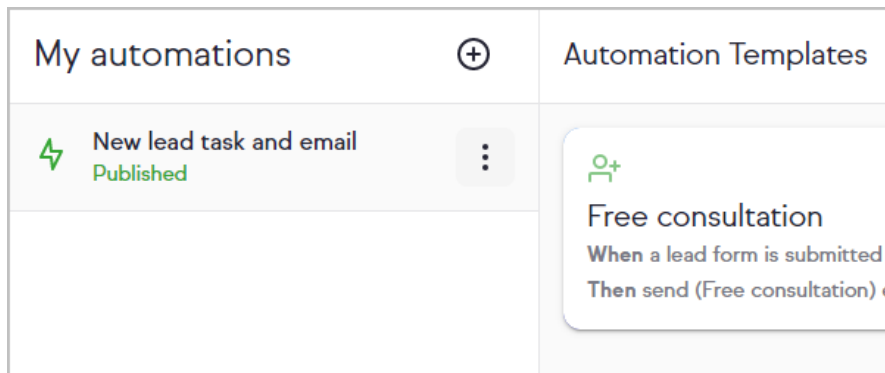 My automations
New lead task and email
Published
Automation Templates
Free consultation
When a lead form is submitted
Then send (Free consultation)